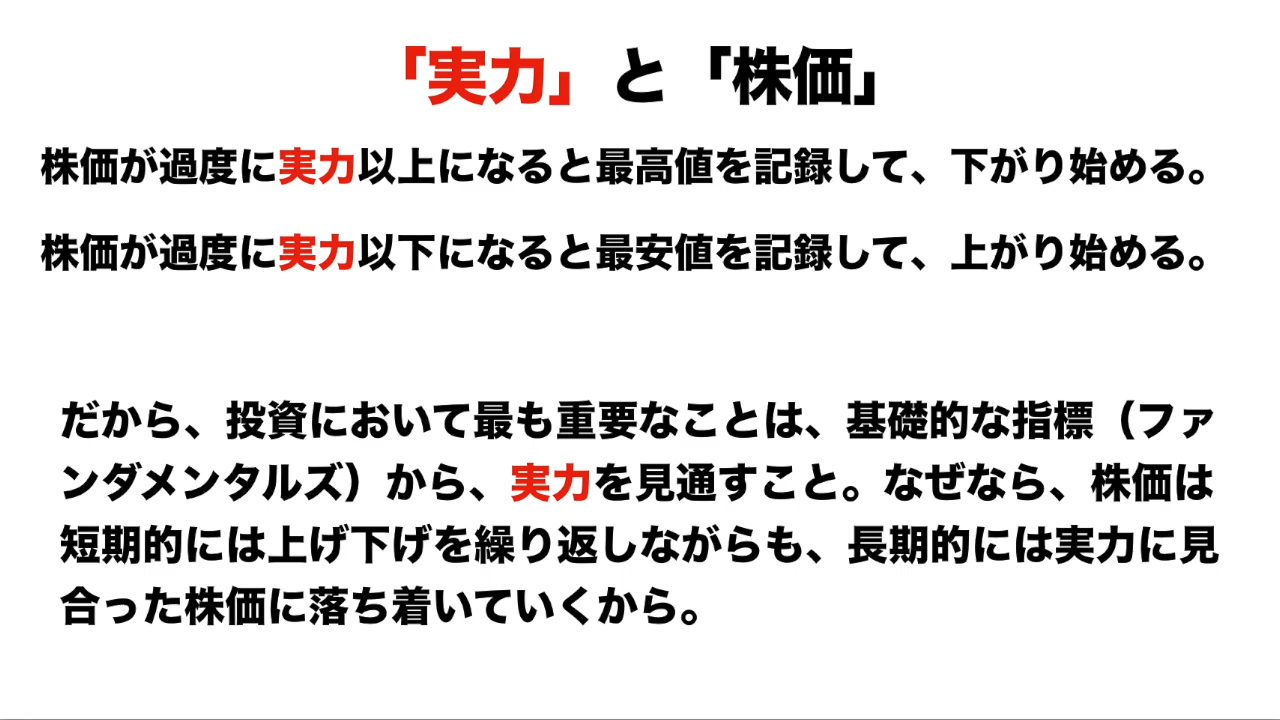 「実力」と「株価」
株価が過度に実力以上になると最高値を記録して、下がり始める。
株価が過度に実力以下になると最安値を記録して、上がり始める。
だから、投資において最も重要なことは、基礎的な指標（ファ
ンダメンタルズ）から、実力を見通すこと。なぜなら、株価は
短期的には上げ下げを繰り返しながらも、長期的には実力に見
合った株価に落ち着いていくから。